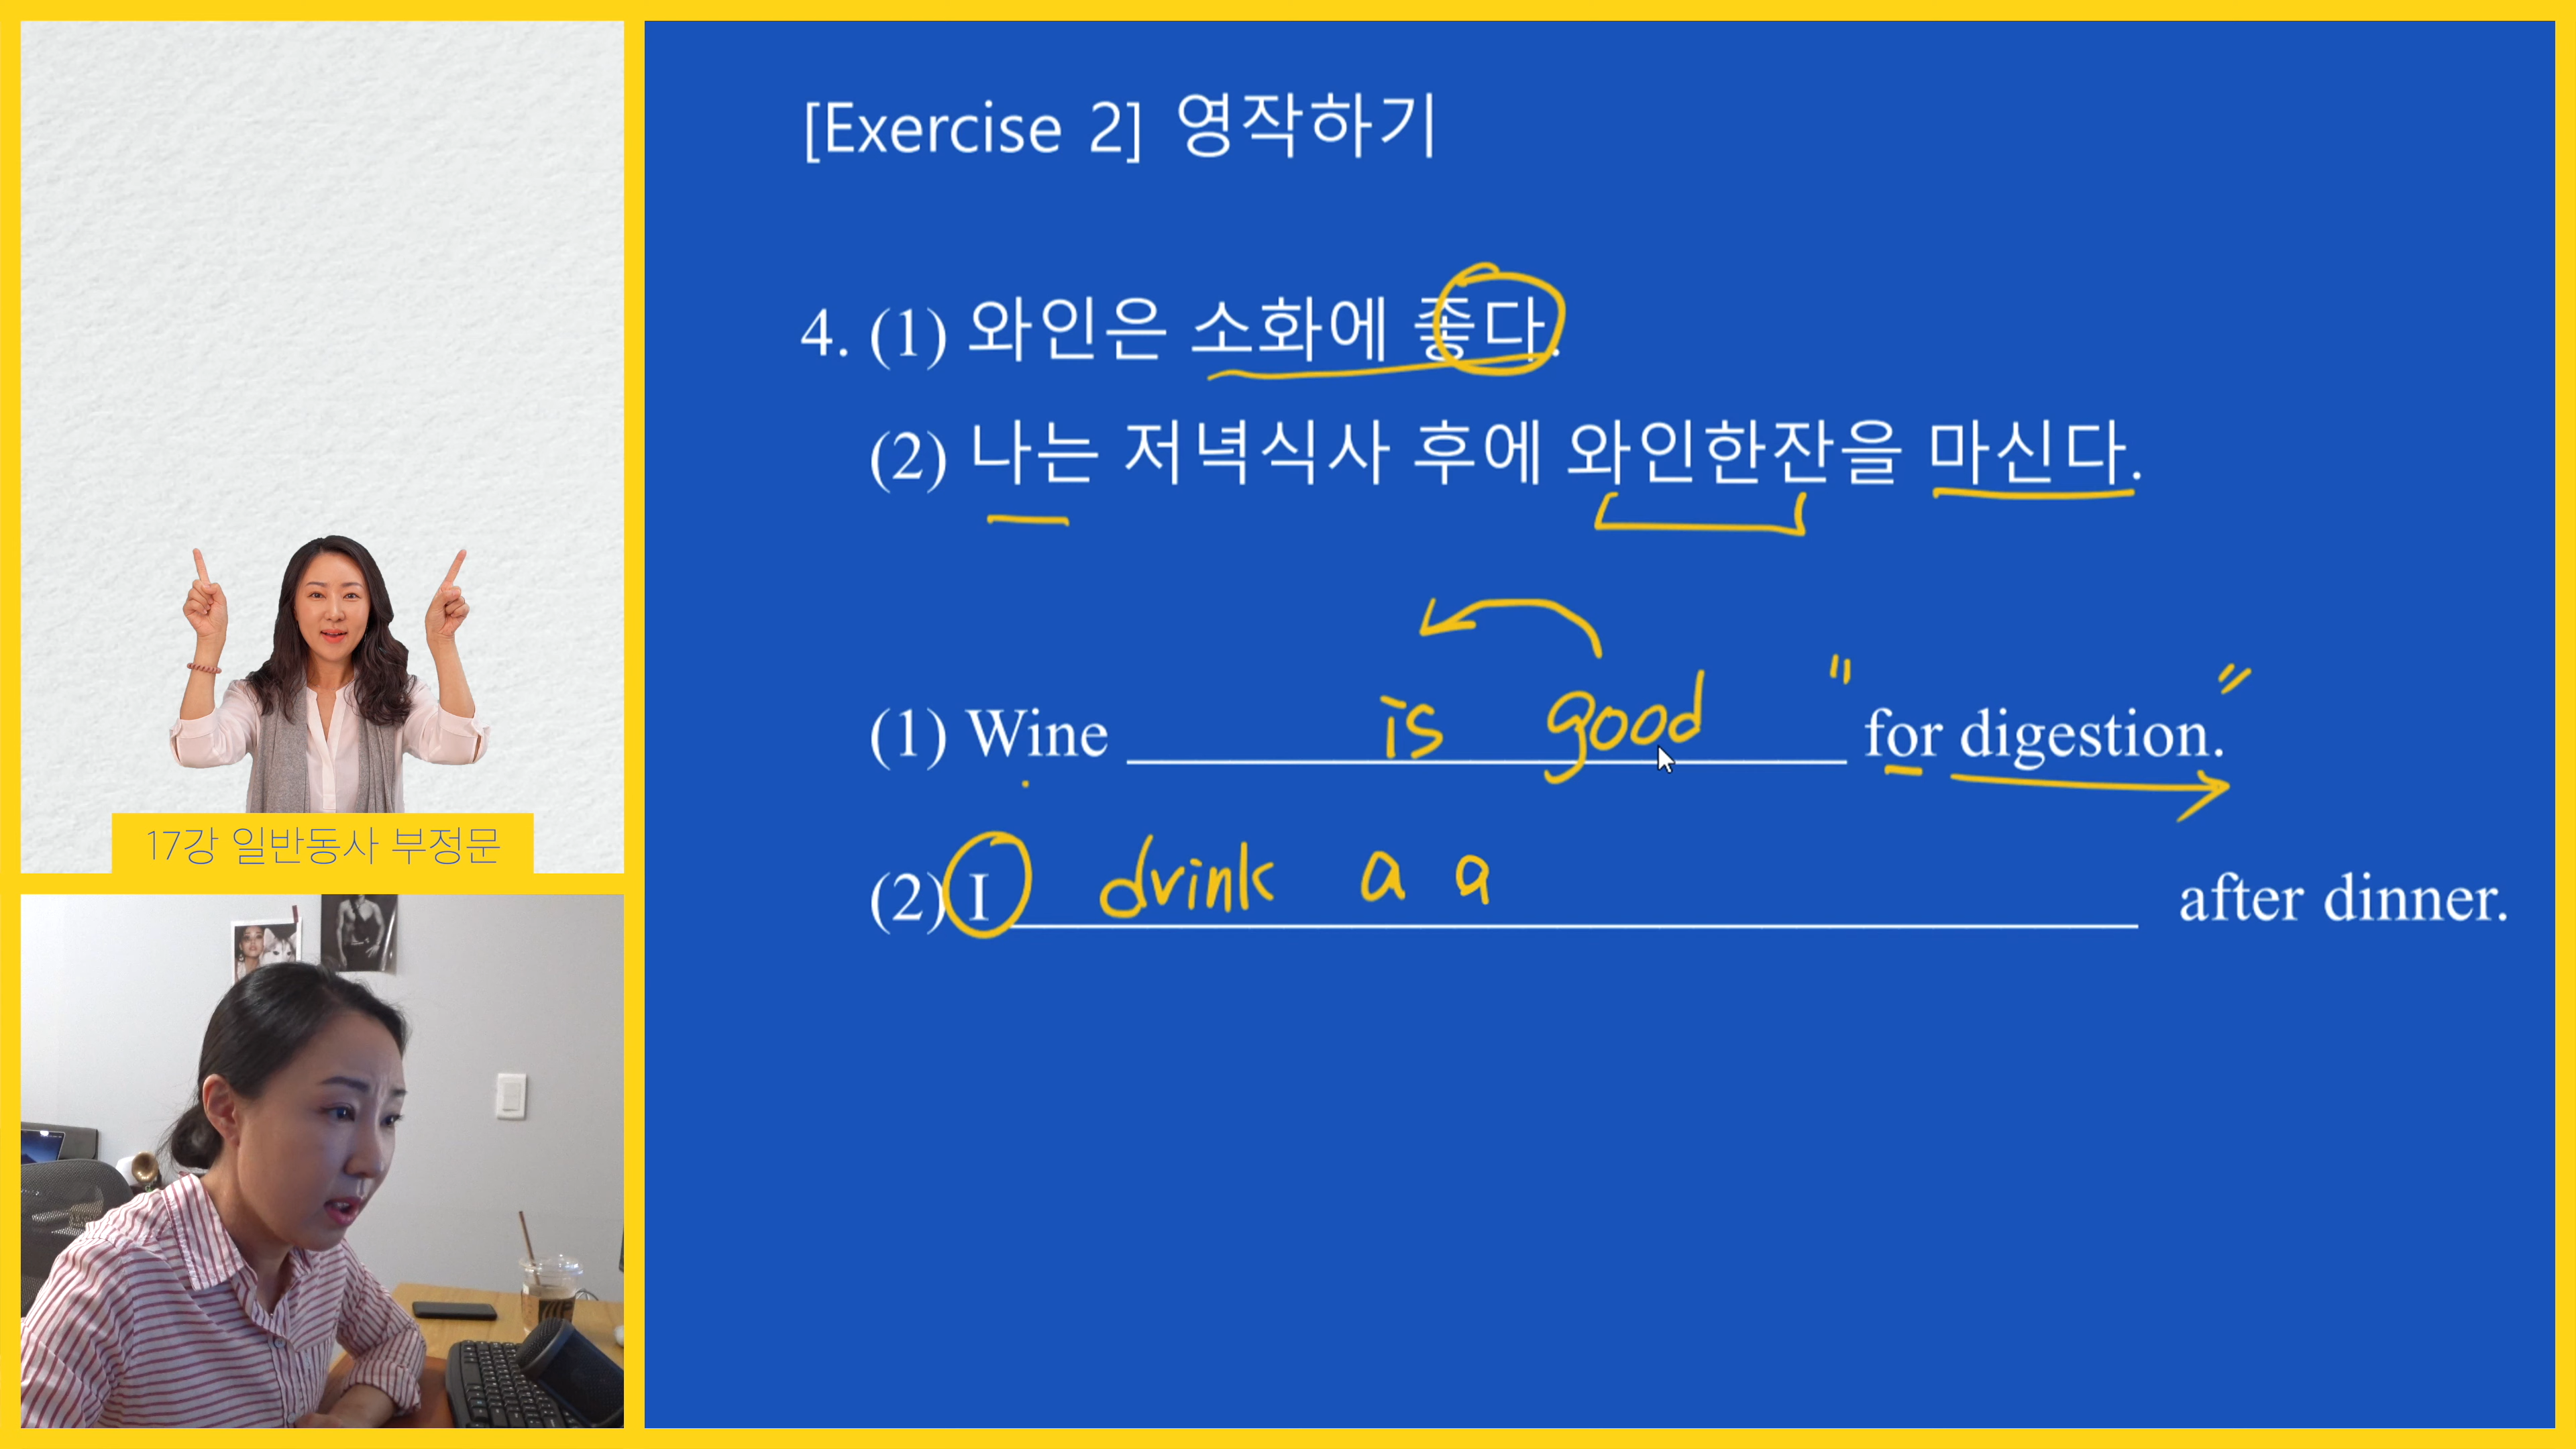 [Exercise 2] 영작하기
4. (1) 와인은 소화에 좋다.
(2) 나는 저녁식사 후에 와인한잔을 마신다.
(1) Wine is good " for digestion. "
(2) I drink a a after dinner.
17강 일반동사 부정문